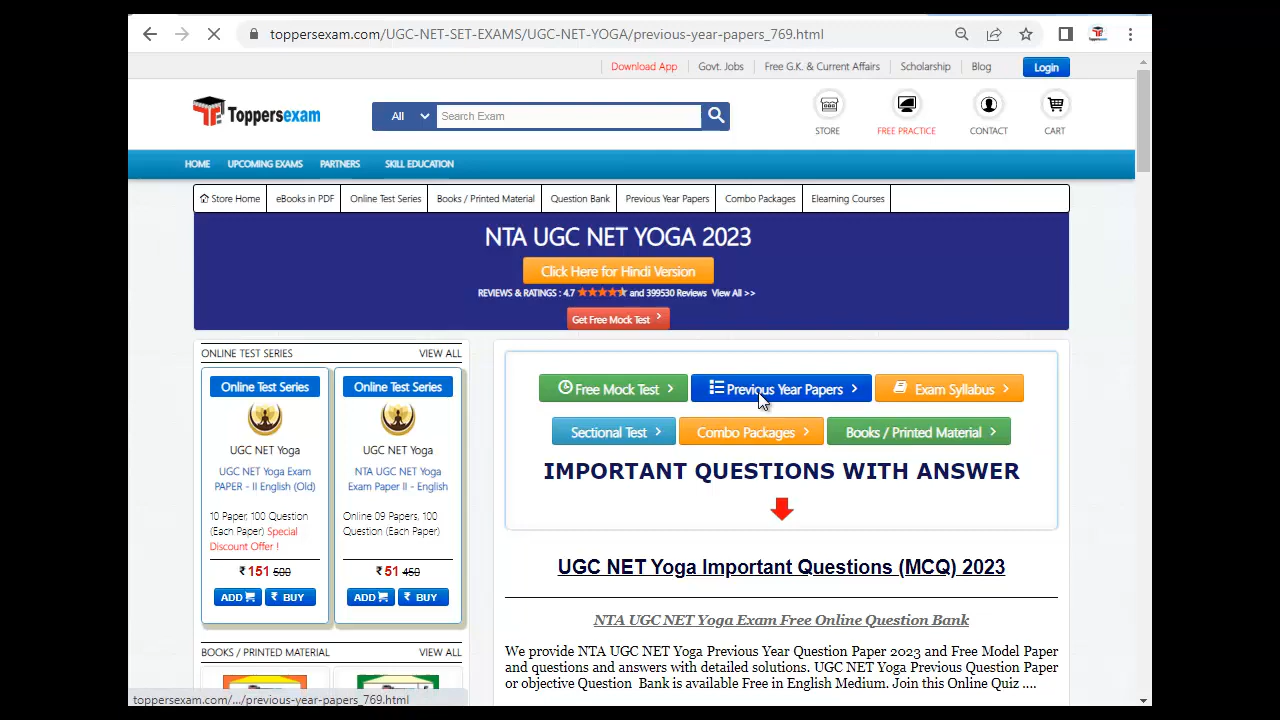 toppersexam.com/UGC-NET-SET-EXAMS/UGC-NET-YOGA/previous-year-papers_769.html
Download App Govt. Jobs Free G.K. & Current Affairs Scholarship Blog Login
Toppersexam
All Search Exam
STORE FREE PRACTICE CONTACT CART
HOME UPCOMING EXAMS PARTNERS SKILL EDUCATION
Store Home eBooks in PDF Online Test Series Books / Printed Material Question Bank Previous Year Papers Combo Packages Elearning Courses
NTA UGC NET YOGA 2023
Click Here for Hindi Version
REVIEWS & RATINGS : 4.7 ★★★★★ and 399530 Reviews View All >>
Get Free Mock Test >
ONLINE TEST SERIES VIEW ALL
Online Test Series
UGC NET Yoga
UGC NET Yoga Exam
PAPER - II English (Old)
10 Paper, 100 Question
(Each Paper) Special
Discount Offer !
₹ 151 500
ADD ₹ BUY
Online Test Series
UGC NET Yoga
NTA UGC NET Yoga
Exam Paper II - English
Online 09 Papers, 100
Question (Each Paper)
₹ 51 450
ADD ₹ BUY
BOOKS / PRINTED MATERIAL VIEW ALL
Free Mock Test > Previous Year Papers > Exam Syllabus >
Sectional Test > Combo Packages > Books / Printed Material >
IMPORTANT QUESTIONS WITH ANSWER
UGC NET Yoga Important Questions (MCQ) 2023
NTA UGC NET Yoga Exam Free Online Question Bank
We provide NTA UGC NET Yoga Previous Year Question Paper 2023 and Free Model Paper
and questions and answers with detailed solutions. UGC NET Yoga Previous Question Paper
or objective Question Bank is available Free in English Medium. Join this Online Quiz ....
toppersexam.com/.../previous-year-papers_769.html